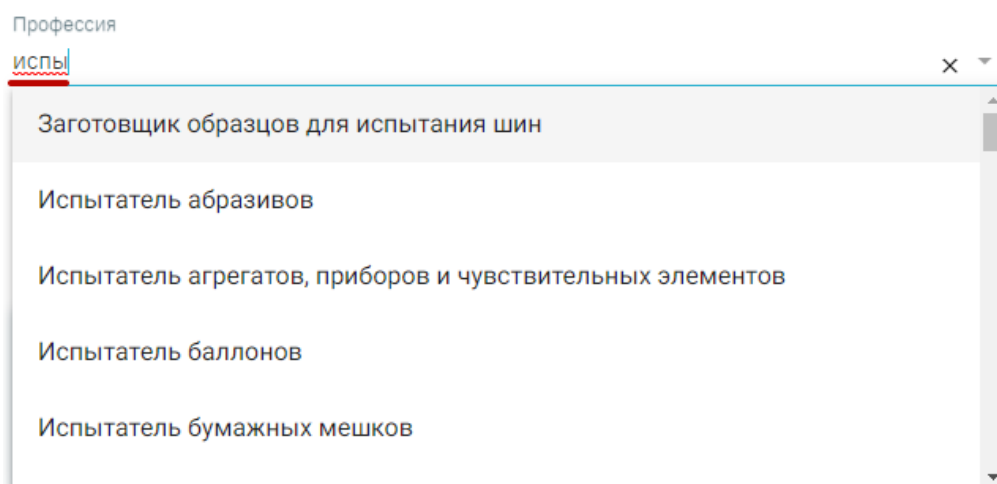 Профессия
испы
Заготовщик образцов для испытания шин
Испытатель абразивов
Испытатель агрегатов, приборов и чувствительных элементов
Испытатель баллонов
Испытатель бумажных мешков